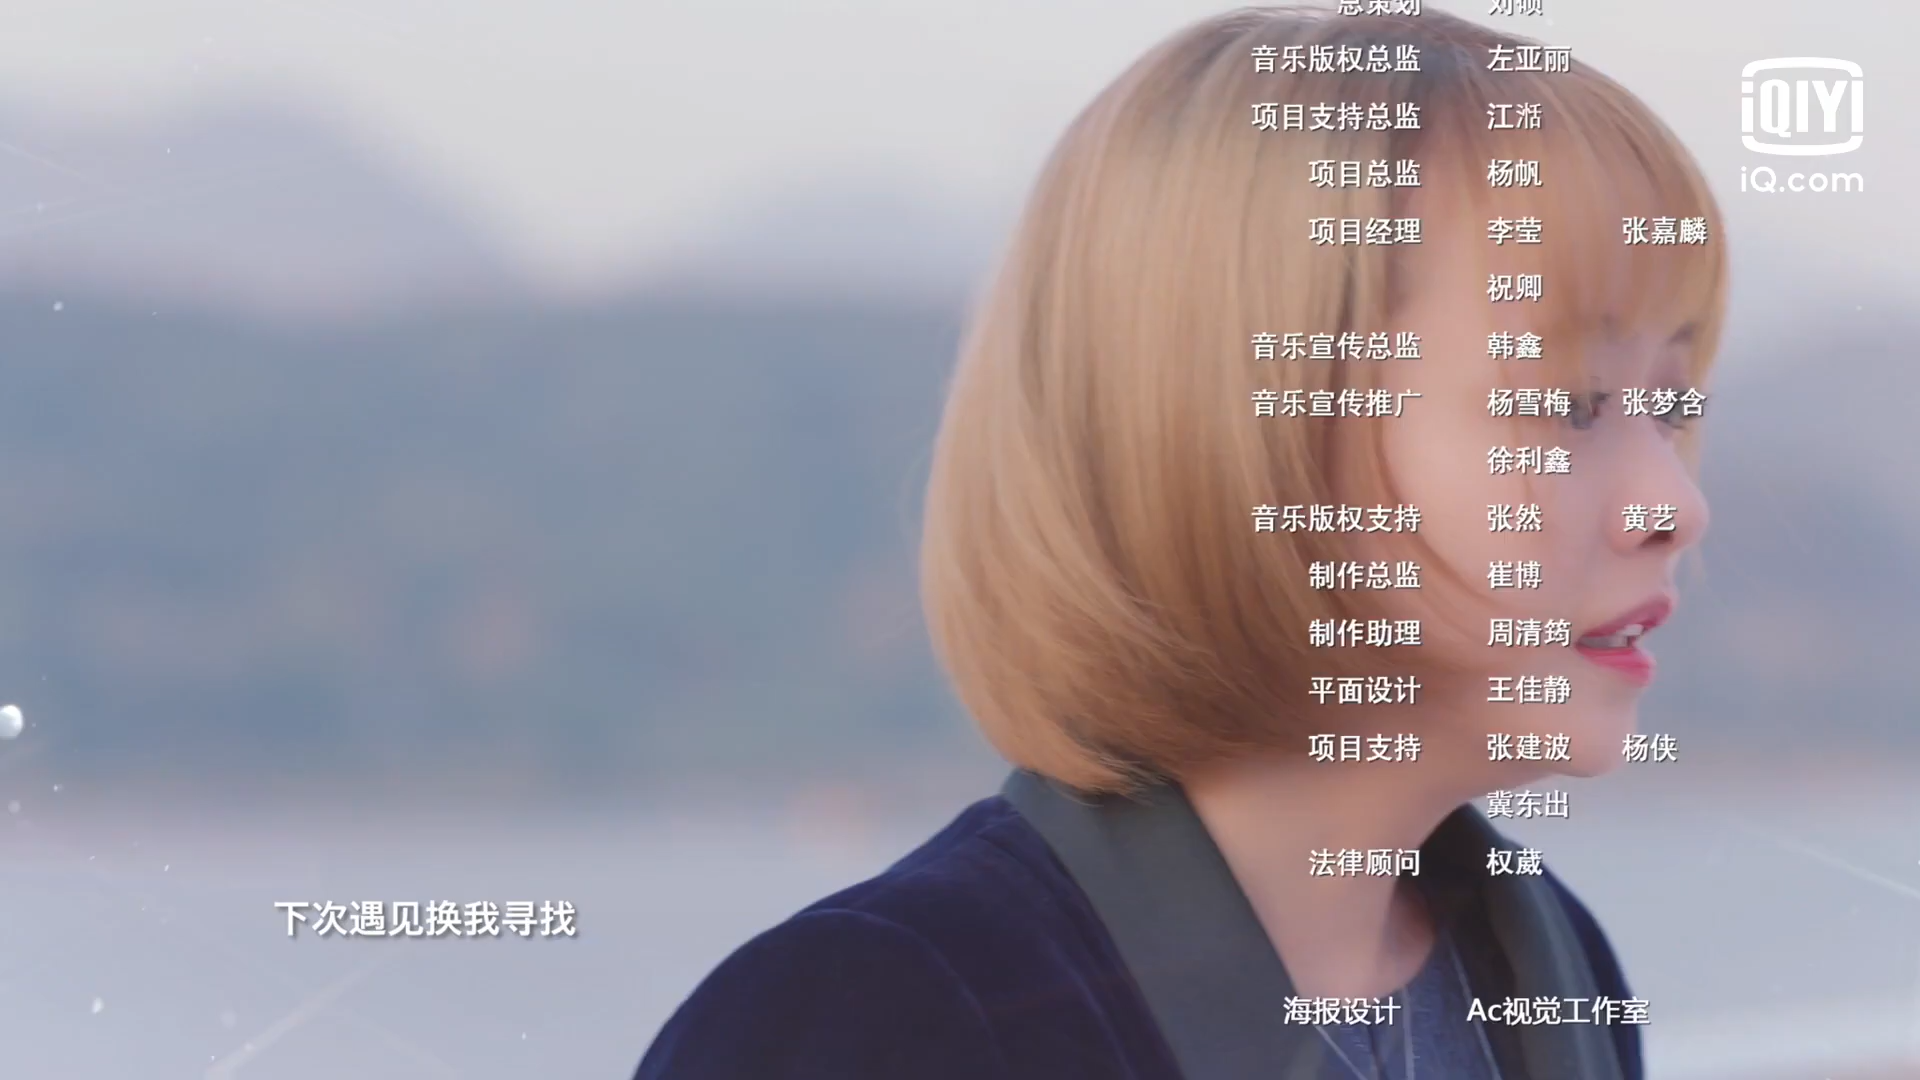 总策划 刘硕
音乐版权总监 左亚丽
项目支持总监 江湉
项目总监 杨帆
项目经理 李莹 张嘉麟
祝卿
音乐宣传总监 韩鑫
音乐宣传推广 杨雪梅 张梦含
徐利鑫
音乐版权支持 张然 黄艺
制作总监 崔博
制作助理 周清筠
平面设计 王佳静
项目支持 张建波 杨侠
冀东出
法律顾问 权葳
海报设计 Ac视觉工作室
下次遇见换我寻找
iQIYI
iQ.com